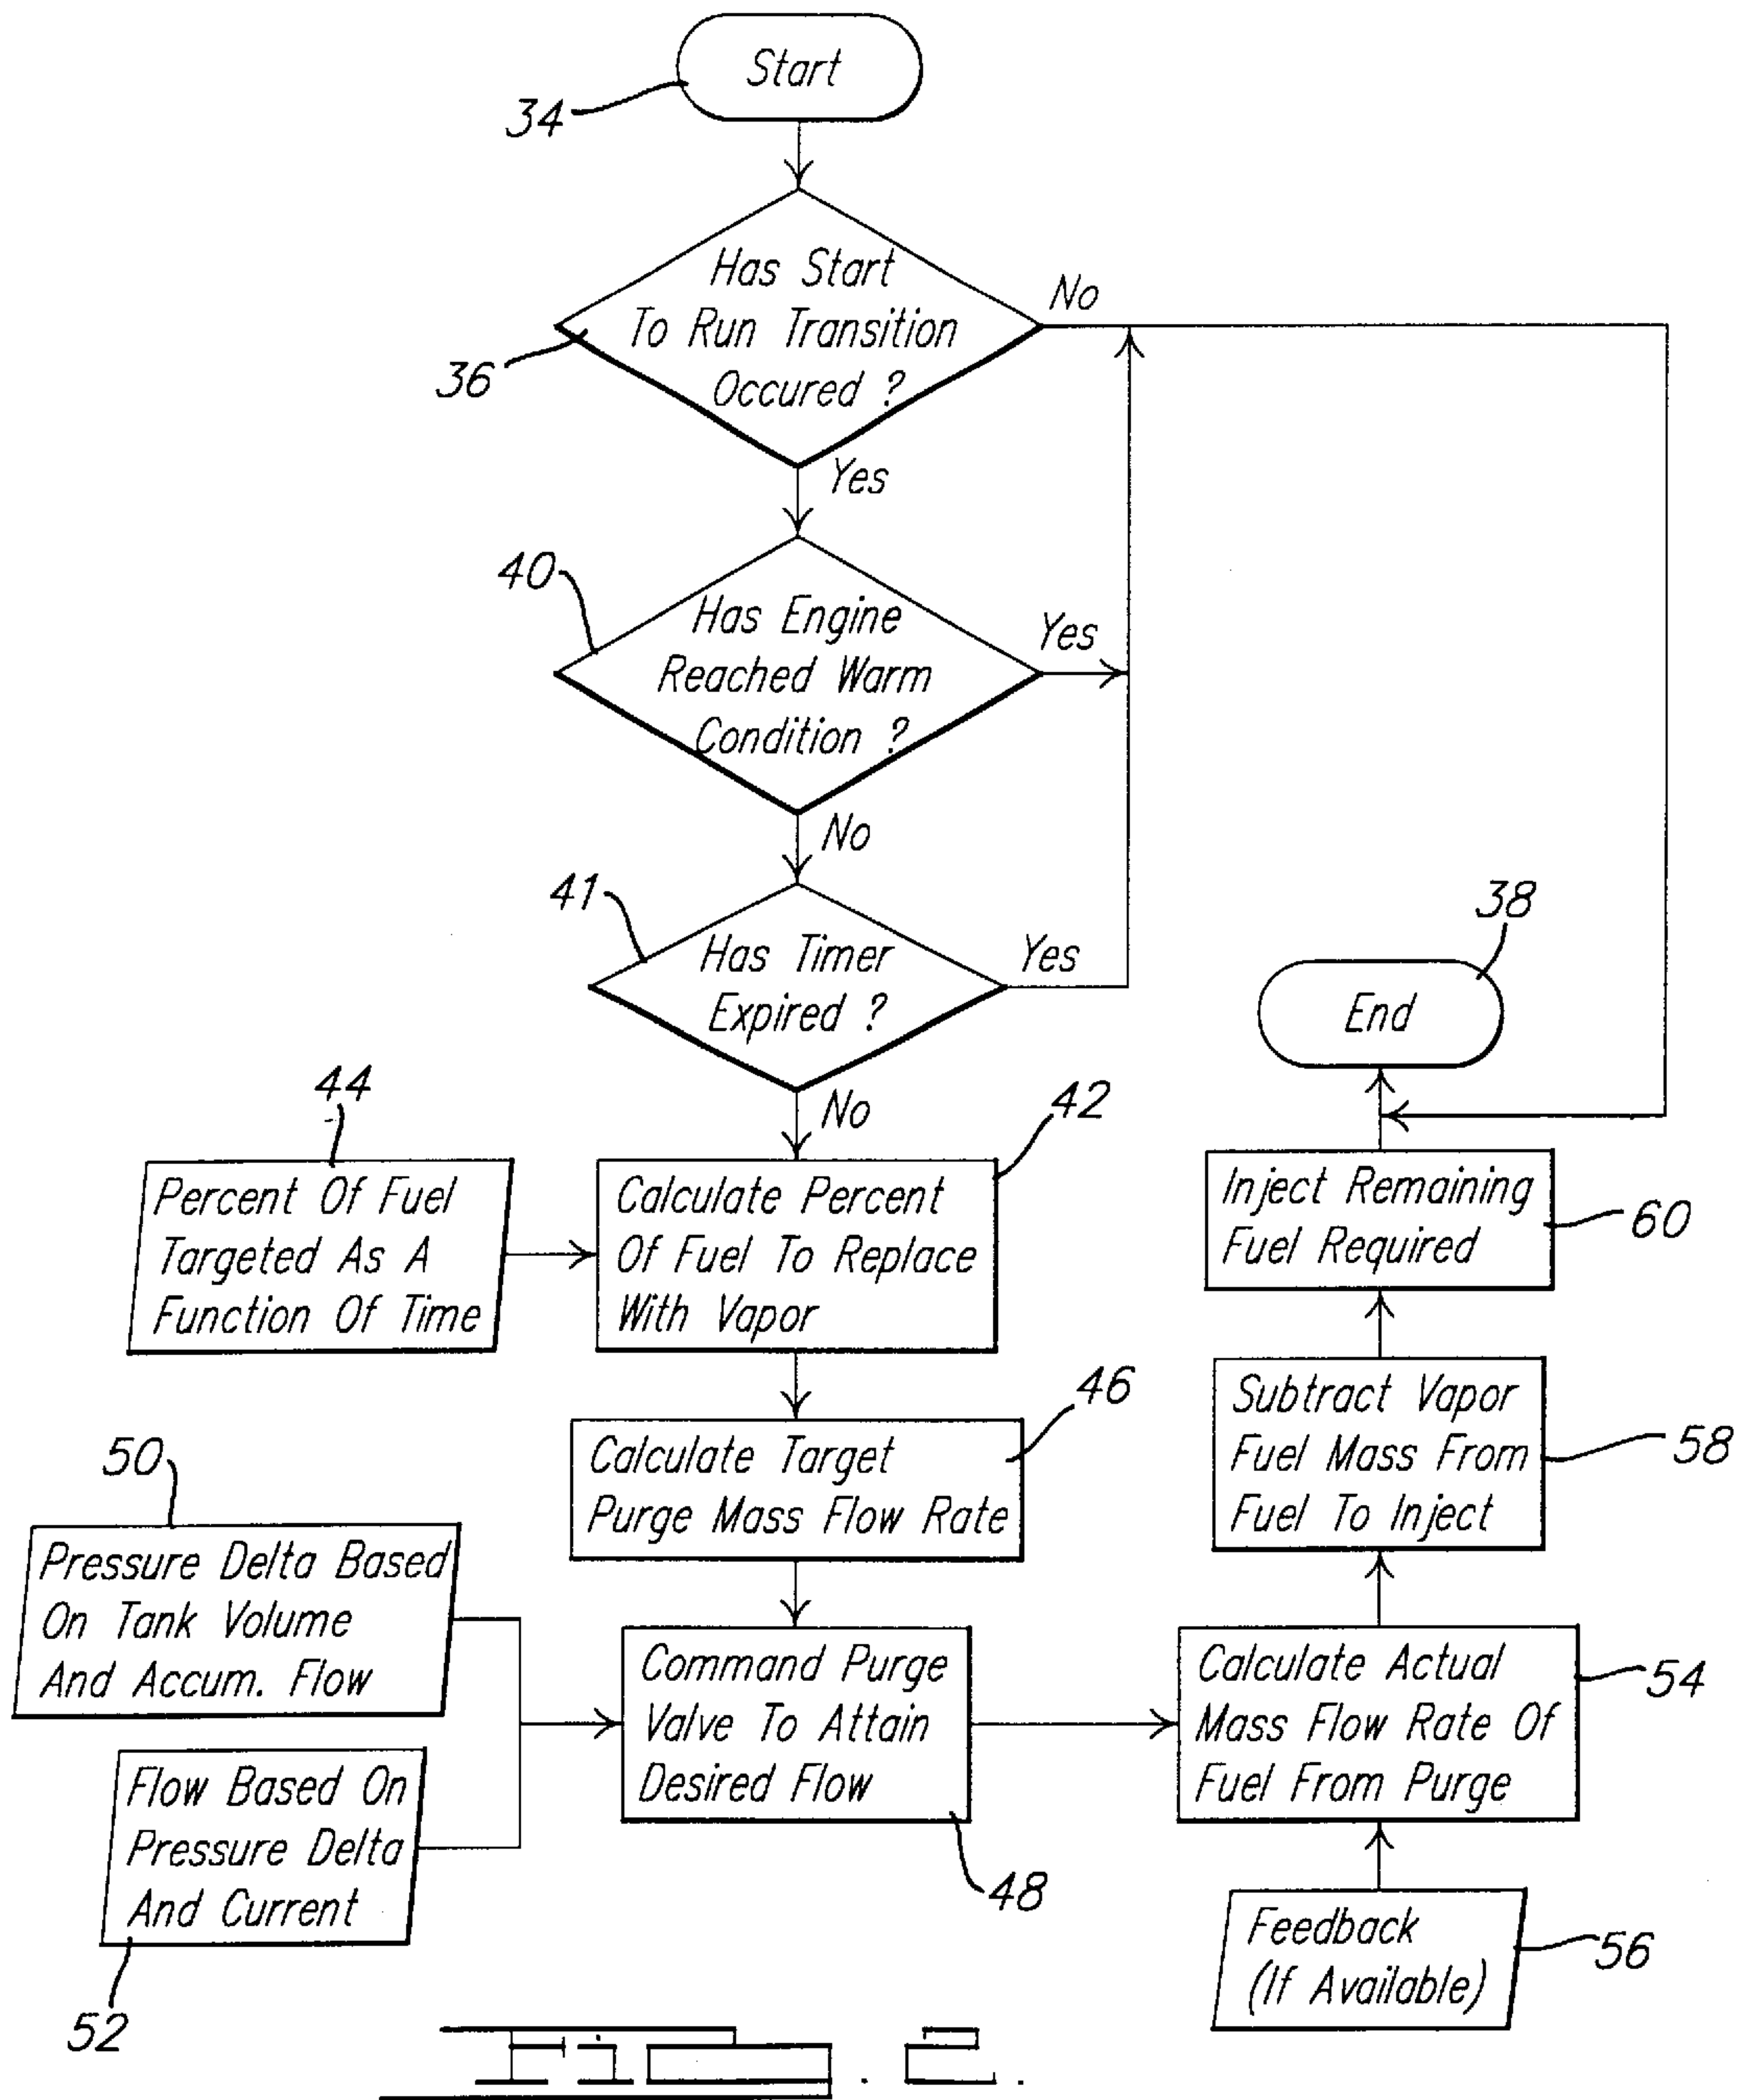 Start
34
Has Start
To Run Transition
Occured ?
36
No
Yes
Has Engine
Reached Warm
Condition ?
40
Yes
No
Has Timer
Expired ?
41
Yes
No
38
End
44
Percent Of Fuel
Targeted As A
Function Of Time
42
Calculate Percent
Of Fuel To Replace
With Vapor
Inject Remaining
Fuel Required
60
46
Calculate Target
Purge Mass Flow Rate
Subtract Vapor
Fuel Mass From
Fuel To Inject
58
50
Pressure Delta Based
On Tank Volume
And Accum. Flow
Command Purge
Valve To Attain
Desired Flow
48
Calculate Actual
Mass Flow Rate Of
Fuel From Purge
54
Flow Based On
Pressure Delta
And Current
52
Feedback
(If Available)
56